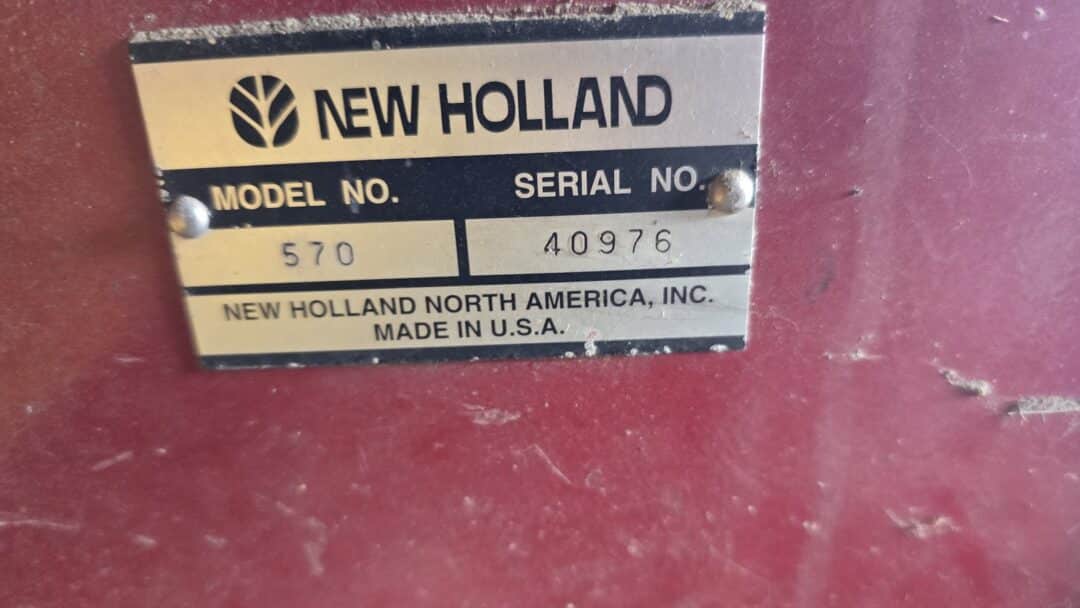 NEW HOLLAND
MODEL NO. SERIAL NO.
570 40976
NEW HOLLAND NORTH AMERICA, INC.
MADE IN U.S.A.